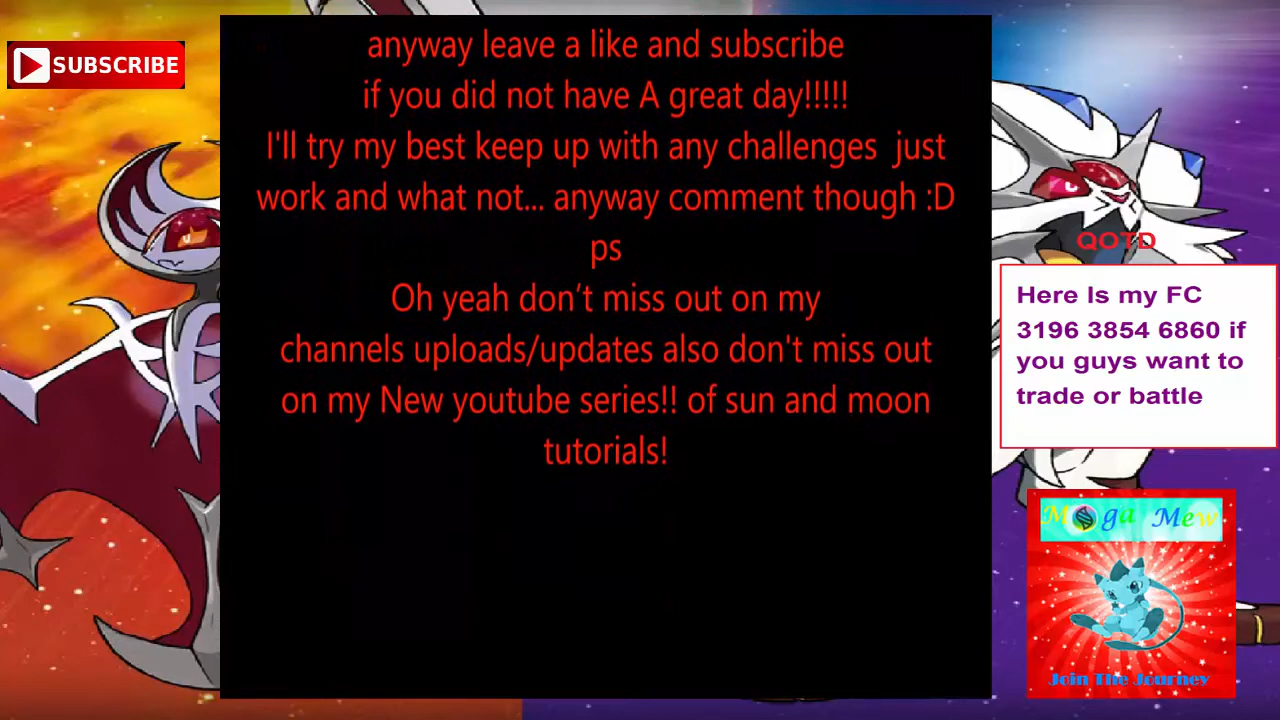 SUBSCRIBE
anyway leave a like and subscribe
if you did not have A great day!!!!!
I'll try my best keep up with any challenges  just
work and what not... anyway comment though :D
ps
Oh yeah don’t miss out on my
channels uploads/updates also don't miss out
on my New youtube series!! of sun and moon
tutorials!
QOTD
Here Is my FC
3196 3854 6860 if
you guys want to
trade or battle
Mega Mew
Join The Journey